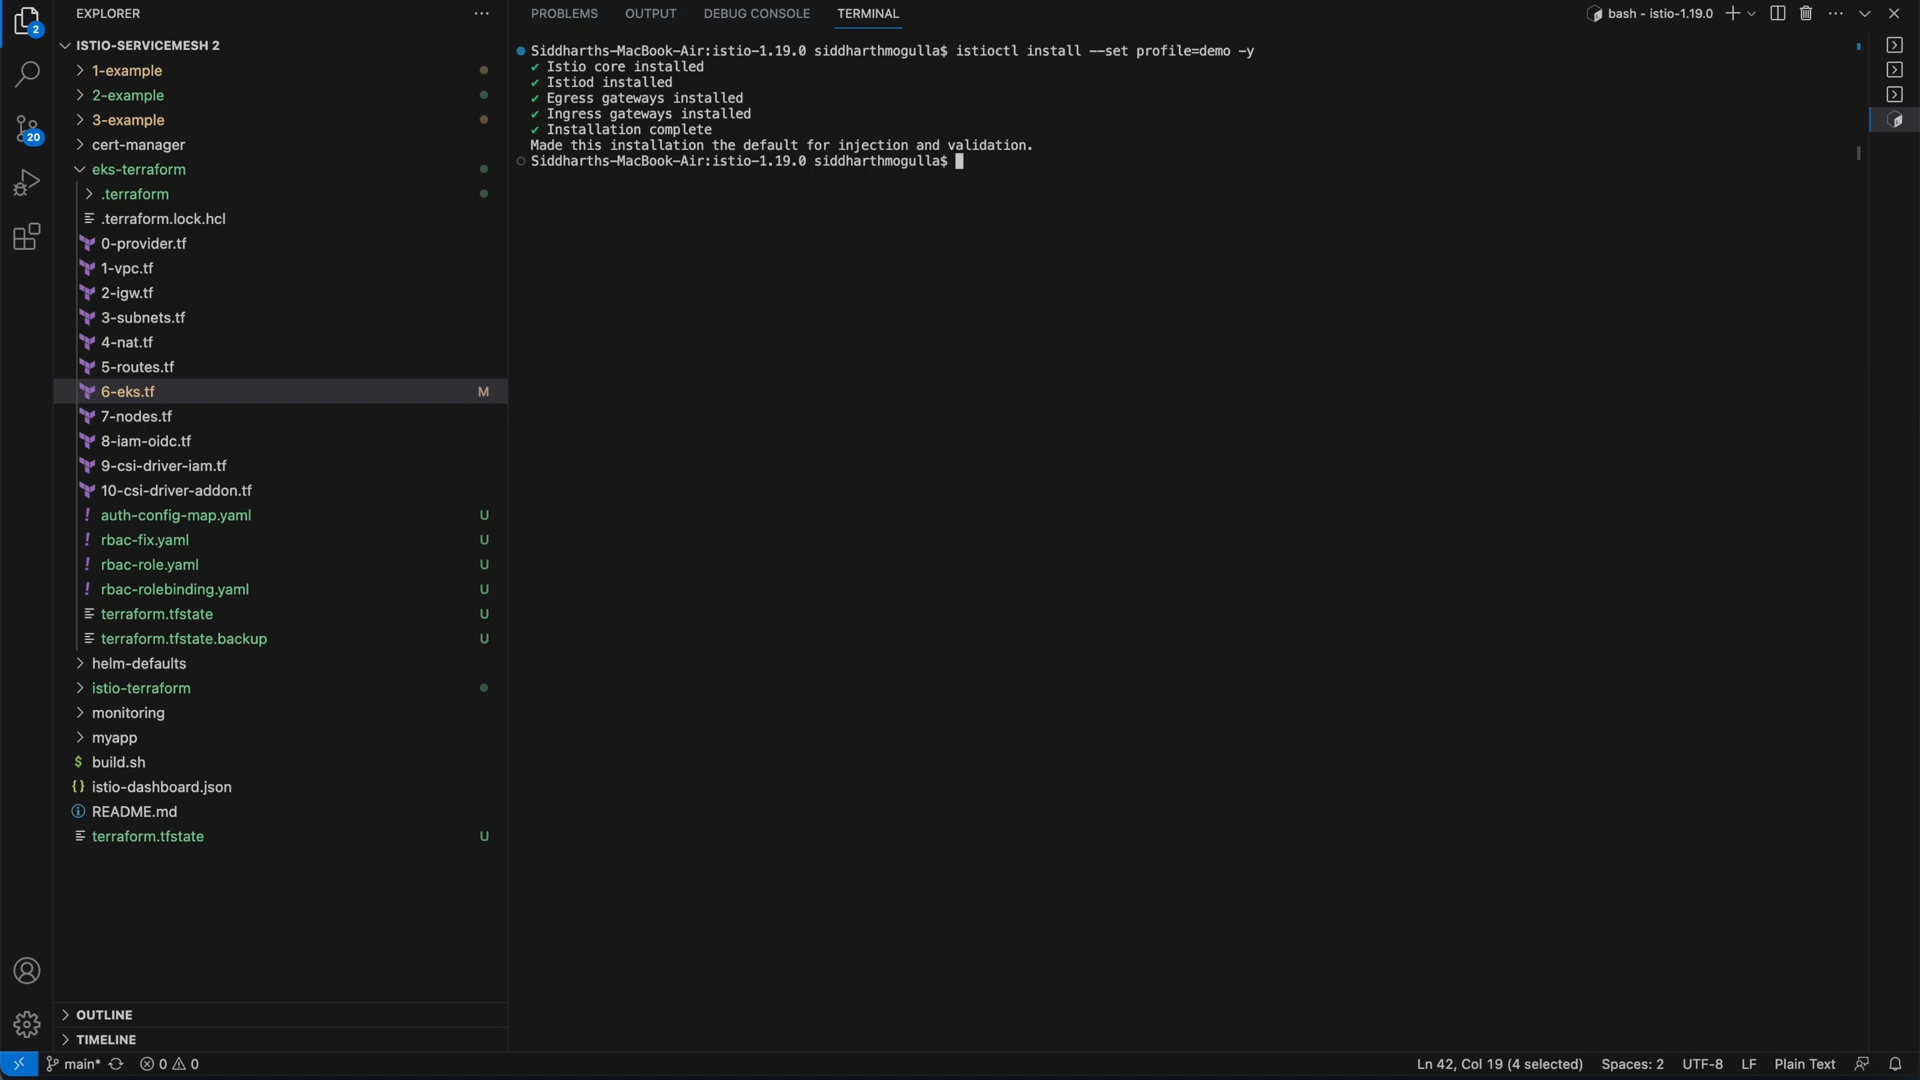 EXPLORER
ISTIO-SERVICEMESH 2
1-example
2-example
3-example
cert-manager
eks-terraform
.terraform
.terraform.lock.hcl
0-provider.tf
1-vpc.tf
2-igw.tf
3-subnets.tf
4-nat.tf
5-routes.tf
6-eks.tf M
7-nodes.tf
8-iam-oidc.tf
9-csi-driver-iam.tf
10-csi-driver-addon.tf
auth-config-map.yaml U
rbac-fix.yaml U
rbac-role.yaml U
rbac-rolebinding.yaml U
terraform.tfstate U
terraform.tfstate.backup U
helm-defaults
istio-terraform
monitoring
myapp
build.sh
istio-dashboard.json
README.md
terraform.tfstate U
OUTLINE
TIMELINE
2
20
PROBLEMS OUTPUT DEBUG CONSOLE TERMINAL
bash - istio-1.19.0
Siddharths-MacBook-Air:istio-1.19.0 siddharthmogulla$ istioctl install --set profile=demo -y
✔ Istio core installed
✔ Istiod installed
✔ Egress gateways installed
✔ Ingress gateways installed
✔ Installation complete
Made this installation the default for injection and validation.
Siddharths-MacBook-Air:istio-1.19.0 siddharthmogulla$
main* 0 0
Ln 42, Col 19 (4 selected) Spaces: 2 UTF-8 LF Plain Text